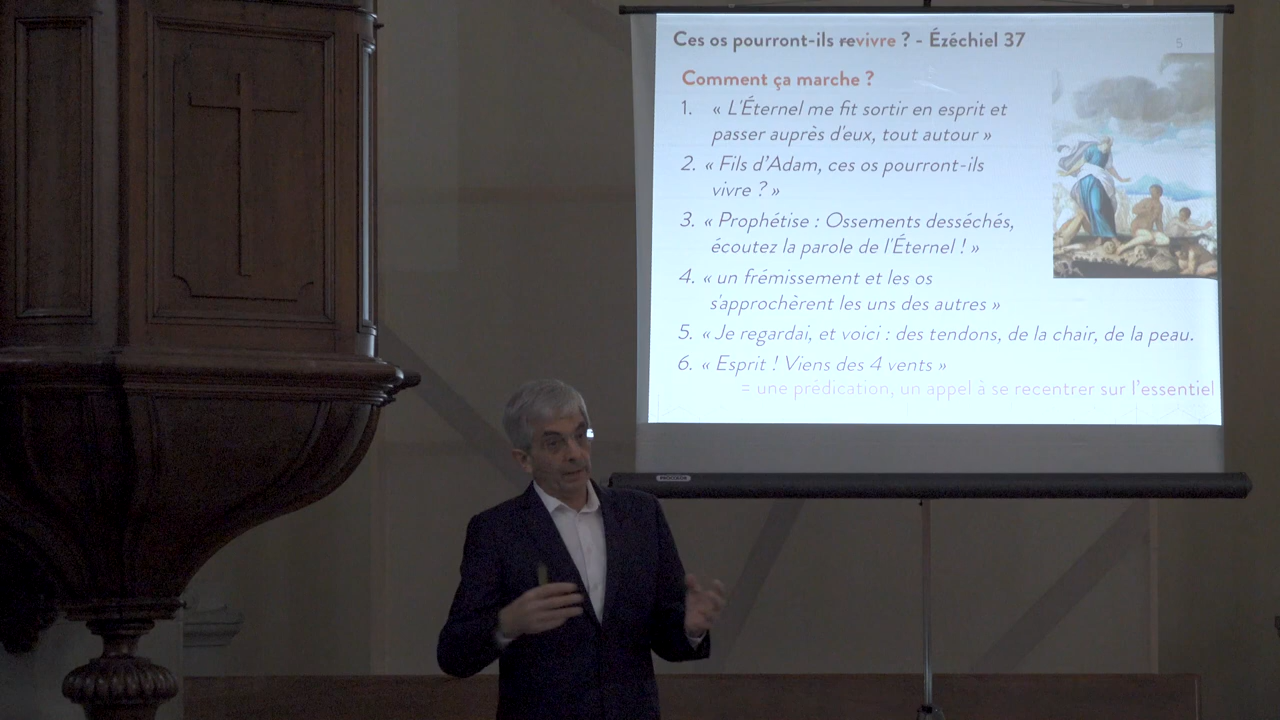 Ces os pourront-ils revivre ? - Ézéchiel 37
5
Comment ça marche ?
1. « L'Éternel me fit sortir en esprit et
passer auprès d'eux, tout autour »
2. « Fils d'Adam, ces os pourront-ils
vivre ? »
3. « Prophétise : Ossements desséchés,
écoutez la parole de l'Éternel ! »
4. « un frémissement et les os
s'approchèrent les uns des autres »
5. « Je regardai, et voici : des tendons, de la chair, de la peau.
6. « Esprit ! Viens des 4 vents »
= une prédication, un appel à se recentrer sur l'essentiel